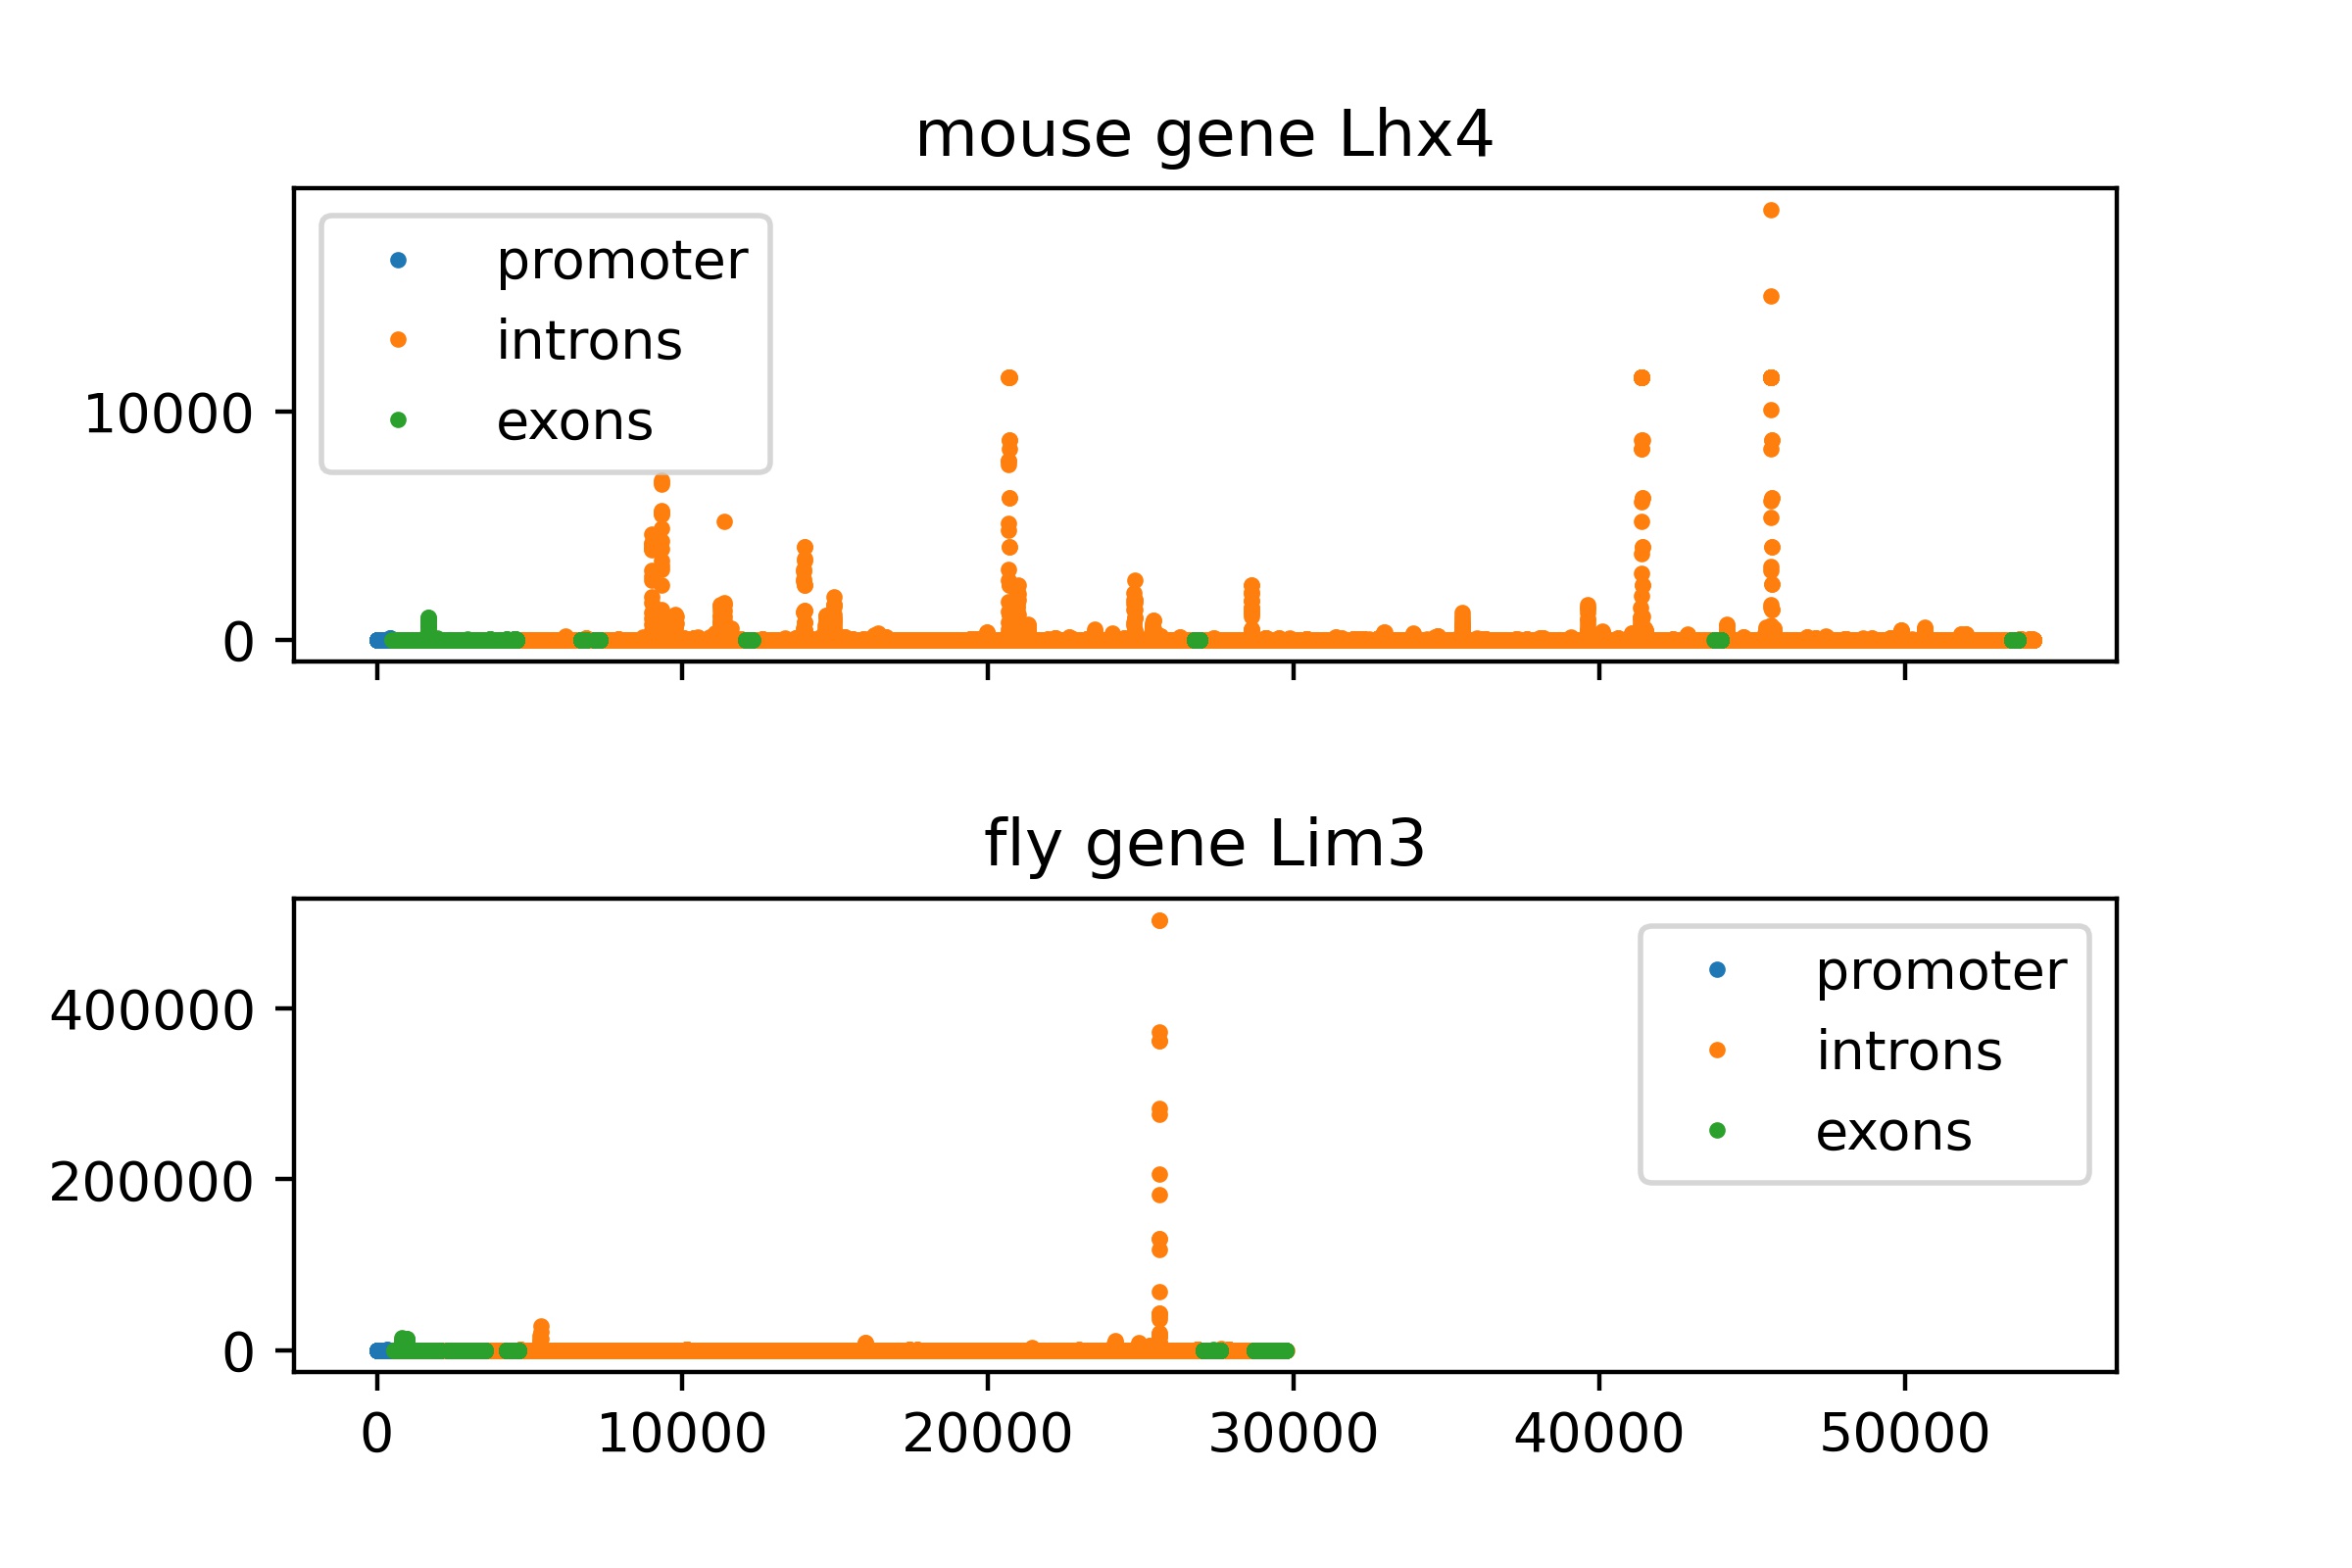 mouse gene Lhx4
promoter
introns
exons
10000
0
fly gene Lim3
promoter
introns
exons
400000
200000
0
0 10000 20000 30000 40000 50000